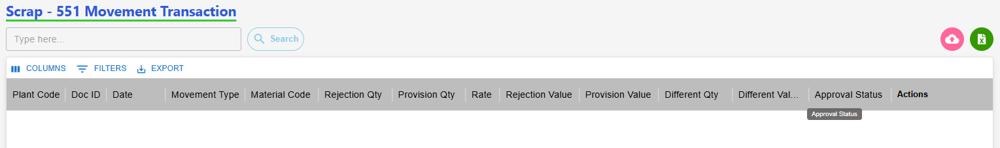 Scrap - 551 Movement Transaction
Type here... Search
COLUMNS FILTERS EXPORT
Plant Code Doc ID Date Movement Type Material Code Rejection Qty Provision Qty Rate Rejection Value Provision Value Different Qty Different Val... Approval Status Actions
Approval Status